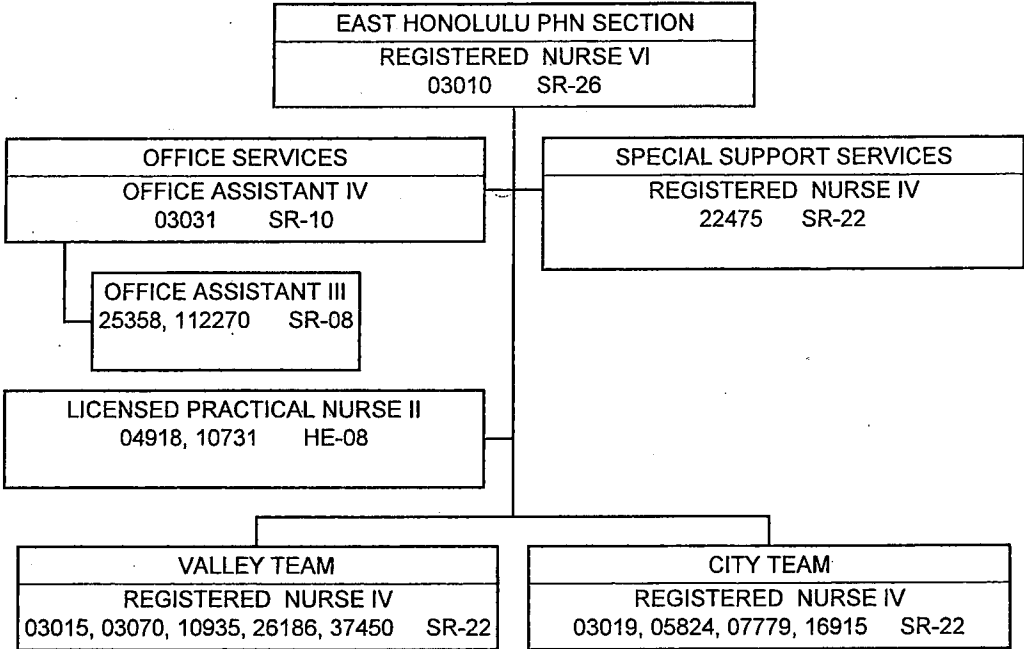 EAST HONOLULU PHN SECTION
REGISTERED NURSE VI
03010 SR-26
OFFICE SERVICES
OFFICE ASSISTANT IV
03031 SR-10
SPECIAL SUPPORT SERVICES
REGISTERED NURSE IV
22475 SR-22
OFFICE ASSISTANT III
25358, 112270 SR-08
LICENSED PRACTICAL NURSE II
04918, 10731 HE-08
VALLEY TEAM
REGISTERED NURSE IV
03015, 03070, 10935, 26186, 37450 SR-22
CITY TEAM
REGISTERED NURSE IV
03019, 05824, 07779, 16915 SR-22